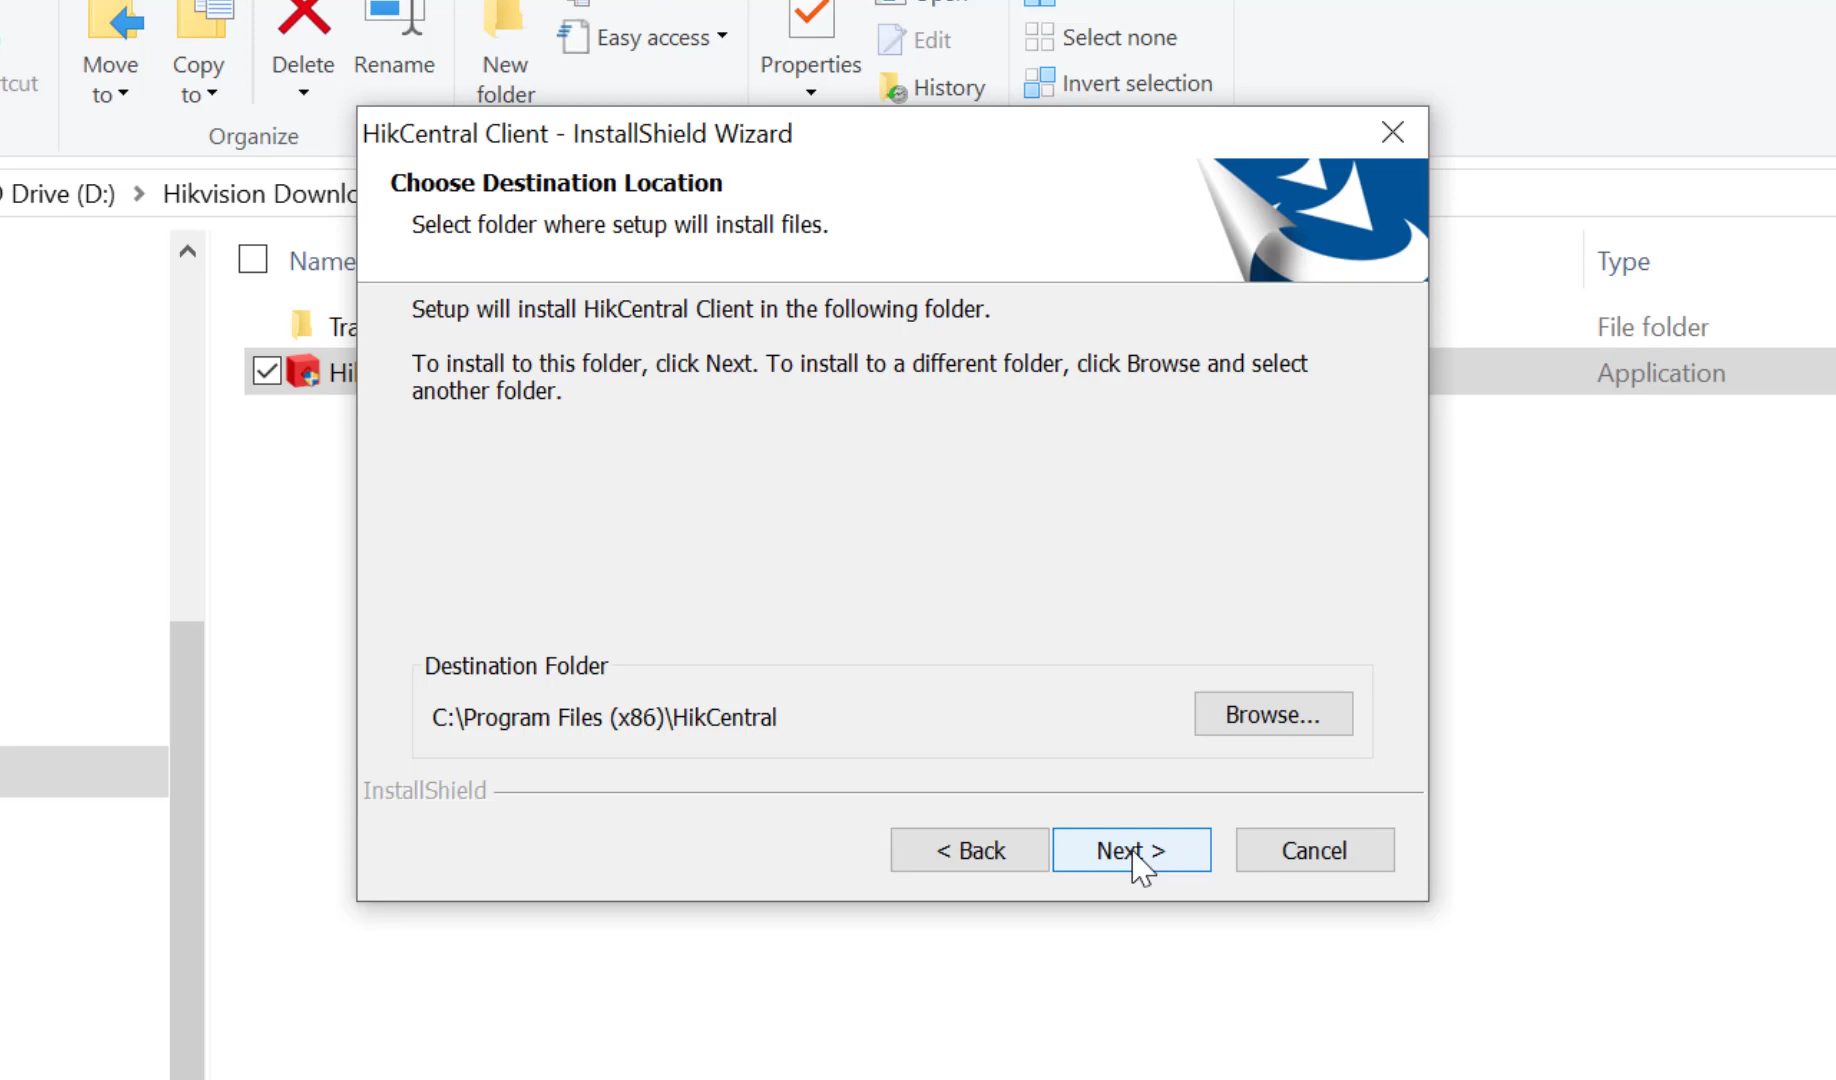 Move
to
Copy
to
Delete
Rename
New
folder
Easy access
Properties
Edit
History
Select none
Invert selection
Organize
Drive (D:) > Hikvision Downlo
Name
Type
File folder
Application
HikCentral Client - InstallShield Wizard
Choose Destination Location
Select folder where setup will install files.
Setup will install HikCentral Client in the following folder.
To install to this folder, click Next. To install to a different folder, click Browse and select
another folder.
Destination Folder
C:\Program Files (x86)\HikCentral
Browse...
InstallShield
< Back
Next >
Cancel